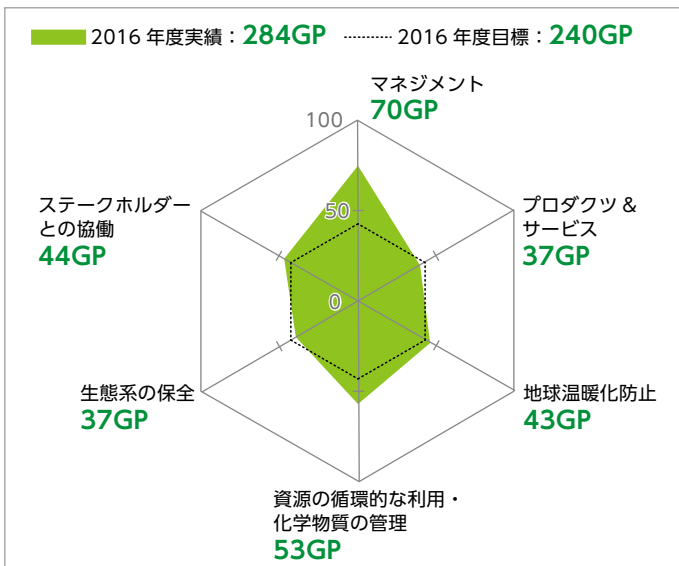 2016 年度実績：284GP 2016 年度目標：240GP
マネジメント
70GP
100
ステークホルダー
との協働
44GP
50
プロダクツ &
サービス
37GP
0
生態系の保全
37GP
地球温暖化防止
43GP
資源の循環的な利用・
化学物質の管理
53GP